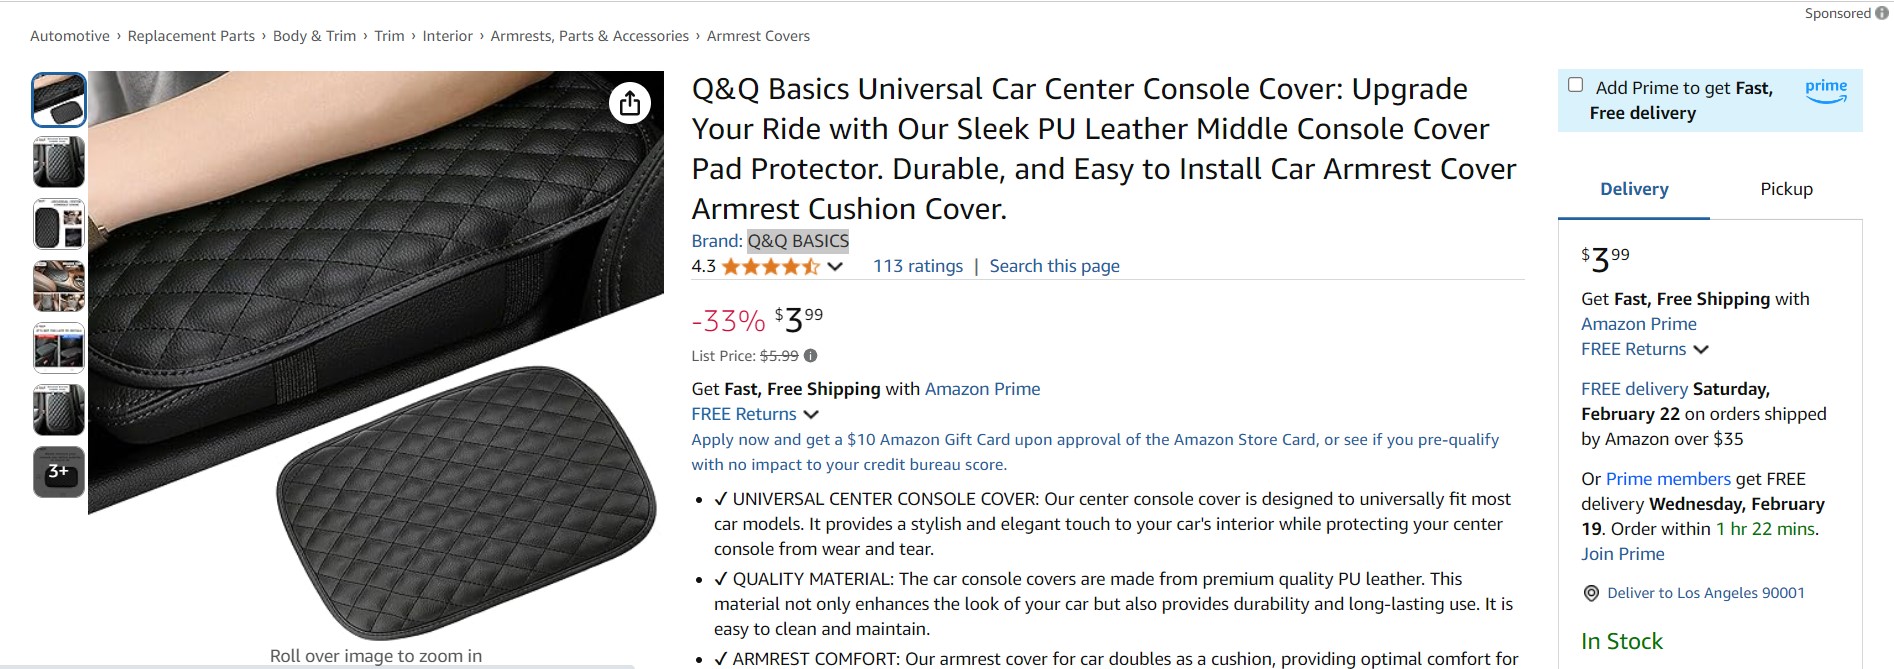 Sponsored
Automotive › Replacement Parts › Body & Trim › Trim › Interior › Armrests, Parts & Accessories › Armrest Covers
3+
Roll over image to zoom in
Q&Q Basics Universal Car Center Console Cover: Upgrade
Your Ride with Our Sleek PU Leather Middle Console Cover
Pad Protector. Durable, and Easy to Install Car Armrest Cover
Armrest Cushion Cover.
Brand: Q&Q BASICS
4.3 113 ratings | Search this page
-33% $3 99
List Price: $5.99
Get Fast, Free Shipping with Amazon Prime
FREE Returns
Apply now and get a $10 Amazon Gift Card upon approval of the Amazon Store Card, or see if you pre-qualify
with no impact to your credit bureau score.
• ✓ UNIVERSAL CENTER CONSOLE COVER: Our center console cover is designed to universally fit most
car models. It provides a stylish and elegant touch to your car's interior while protecting your center
console from wear and tear.
• ✓ QUALITY MATERIAL: The car console covers are made from premium quality PU leather. This
material not only enhances the look of your car but also provides durability and long-lasting use. It is
easy to clean and maintain.
• ✓ ARMREST COMFORT: Our armrest cover for car doubles as a cushion, providing optimal comfort for
Add Prime to get Fast,
Free delivery
prime
Delivery Pickup
$3 99
Get Fast, Free Shipping with
Amazon Prime
FREE Returns
FREE delivery Saturday,
February 22 on orders shipped
by Amazon over $35
Or Prime members get FREE
delivery Wednesday, February
19. Order within 1 hr 22 mins.
Join Prime
Deliver to Los Angeles 90001
In Stock